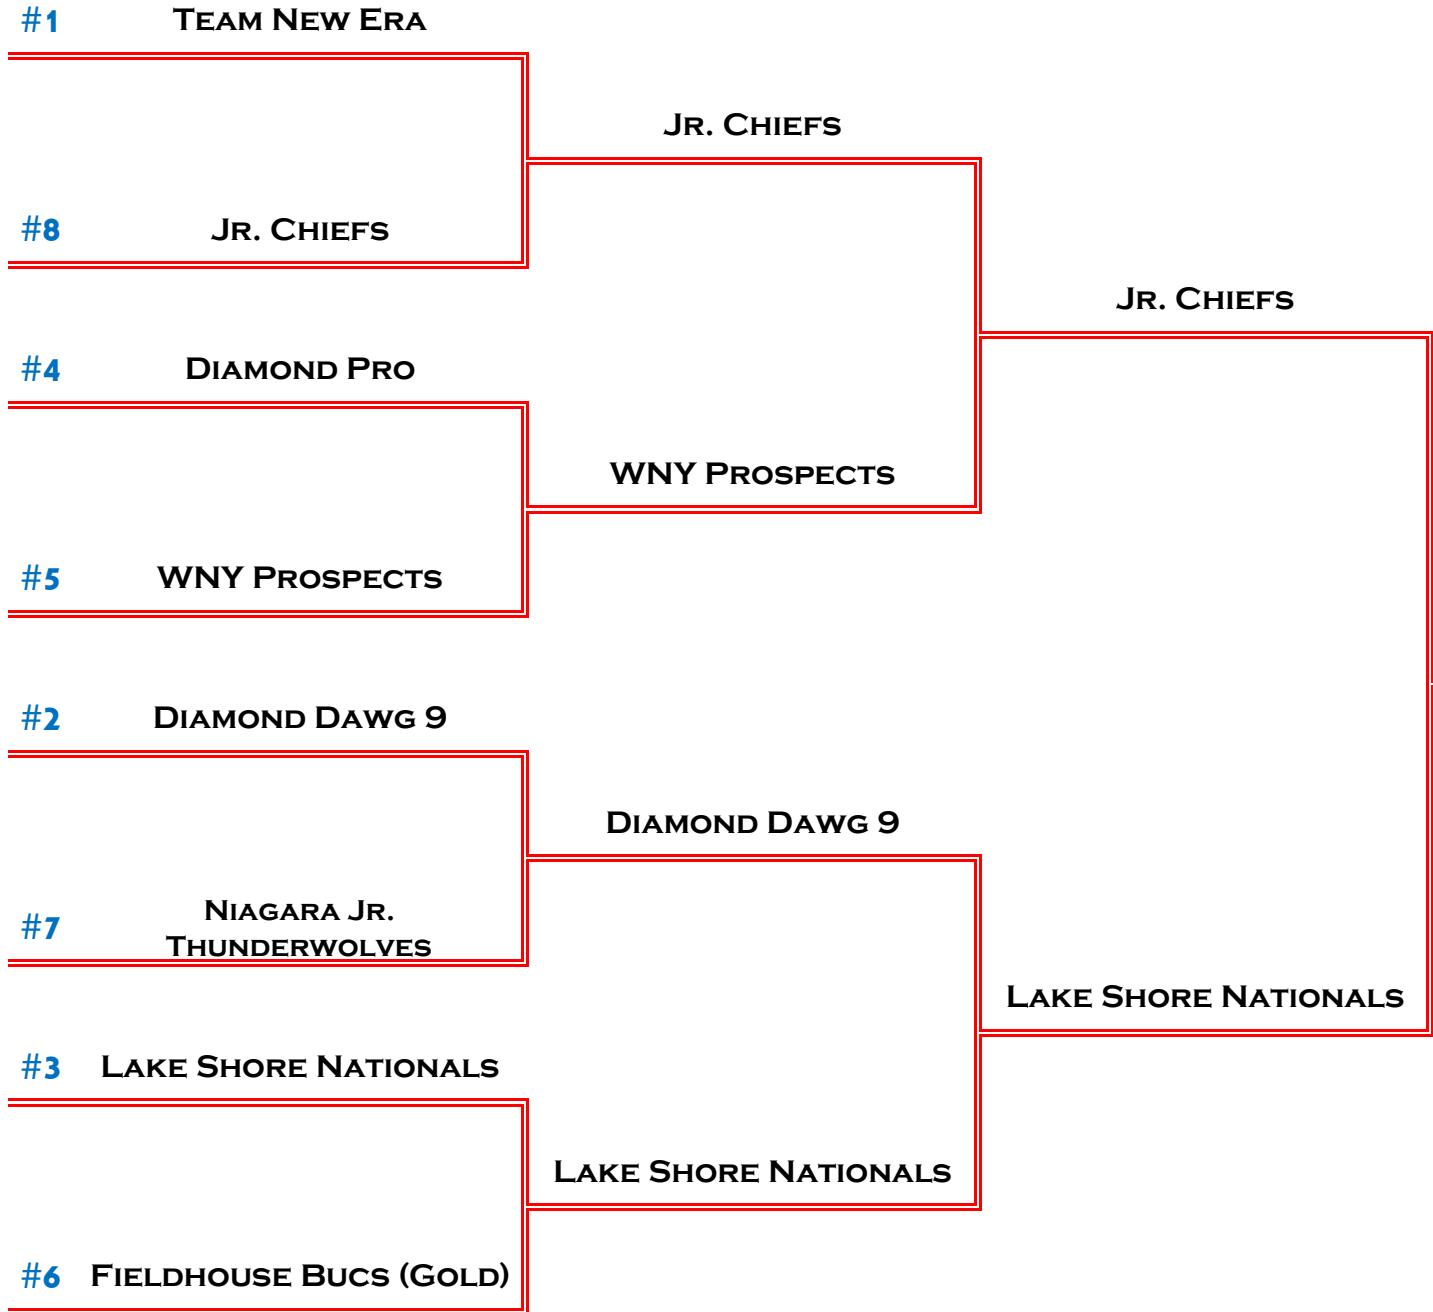 #1 Team New Era
Jr. Chiefs
#8 Jr. Chiefs
Jr. Chiefs
#4 Diamond Pro
WNY Prospects
#5 WNY Prospects
#2 Diamond Dawg 9
Diamond Dawg 9
Niagara Jr.
#7 Thunderwolves
Lake Shore Nationals
#3 Lake Shore Nationals
Lake Shore Nationals
#6 Fieldhouse Bucs (Gold)